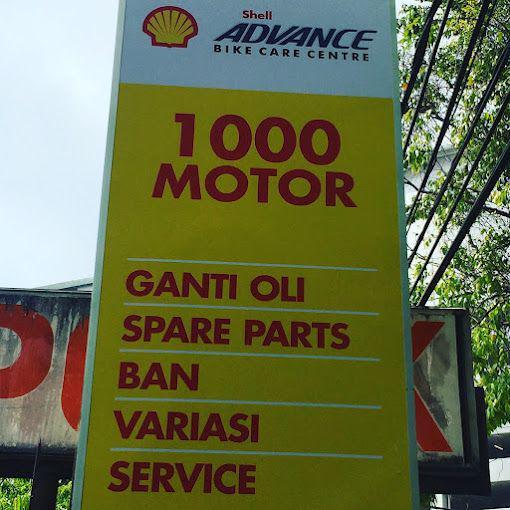 Shell
ADVANCE
BIKE CARE CENTRE
1000
MOTOR
GANTI OLI
SPARE PARTS
BAN
VARIASI
SERVICE